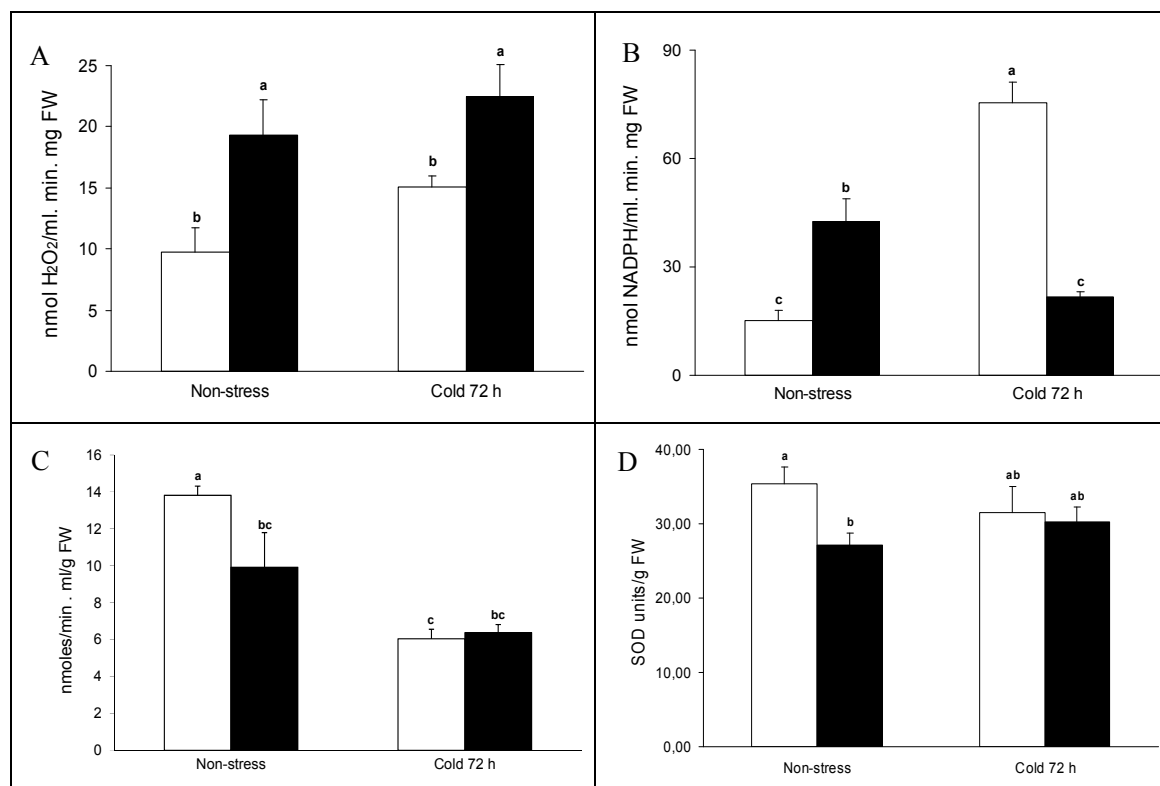 A
nmol H₂O₂/ml. min. mg FW
25
20
15
10
5
0
b
a
b
a
Non-stress
Cold 72 h
B
nmol NADPH/ml. min. mg FW
90
60
30
0
c
b
a
c
Non-stress
Cold 72 h
C
nmoles/min . ml/g FW
16
14
12
10
8
6
4
2
0
a
bc
c
bc
Non-stress
Cold 72 h
D
SOD units/g FW
40,00
30,00
20,00
10,00
0,00
a
b
ab
ab
Non-stress
Cold 72 h